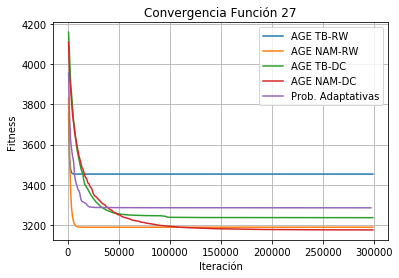 Convergencia Función 27
4200
4000
3800
3600
3400
3200
Fitness
AGE TB-RW
AGE NAM-RW
AGE TB-DC
AGE NAM-DC
Prob. Adaptativas
0 50000 100000 150000 200000 250000 300000
Iteración